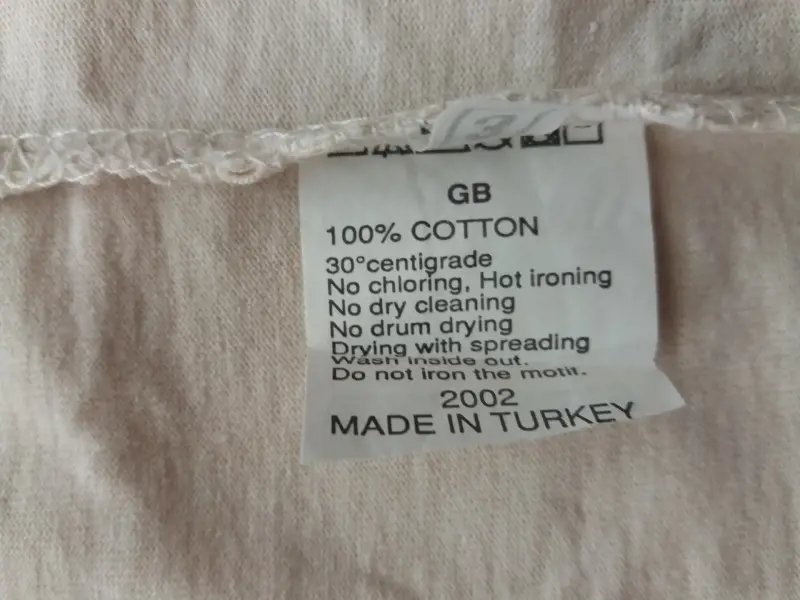 GB
100% COTTON
30°centigrade
No chloring, Hot ironing
No dry cleaning
No drum drying
Drying with spreading
Wash inside out.
Do not iron the motif.
2002
MADE IN TURKEY